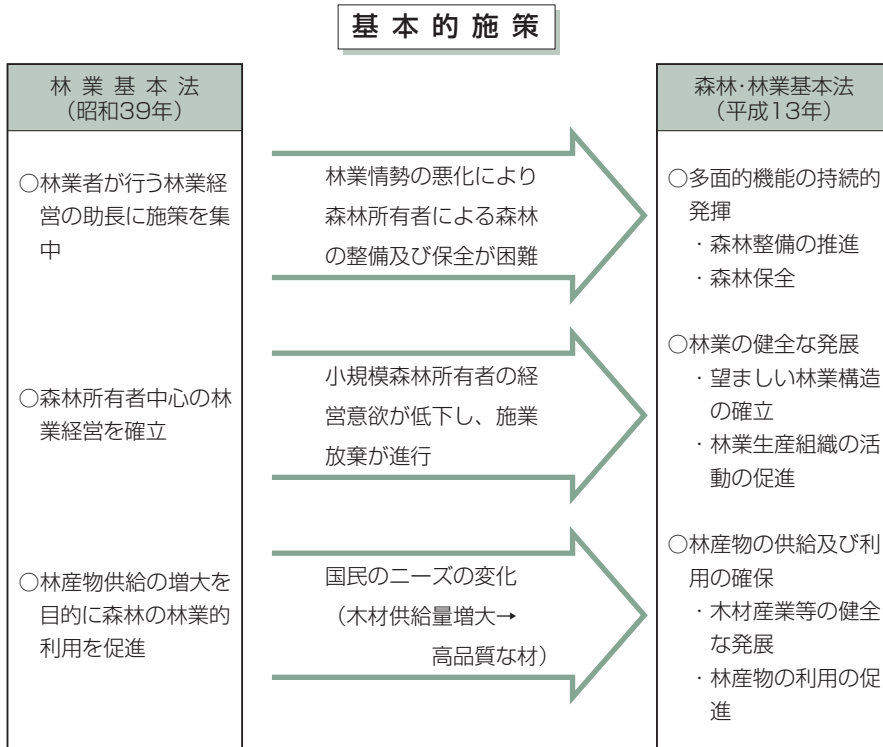 基本的施策
林業基本法
（昭和39年）
○林業者が行う林業経
営の助長に施策を集
中
○森林所有者中心の林
業経営を確立
○林産物供給の増大を
目的に森林の林業的
利用を促進
林業情勢の悪化により
森林所有者による森林
の整備及び保全が困難
小規模森林所有者の経
営意欲が低下し、施業
放棄が進行
国民のニーズの変化
（木材供給量増大→
高品質な材）
森林・林業基本法
（平成13年）
○多面的機能の持続的
発揮
・森林整備の推進
・森林保全
○林業の健全な発展
・望ましい林業構造
の確立
・林業生産組織の活
動の促進
○林産物の供給及び利
用の確保
・木材産業等の健全
な発展
・林産物の利用の促
進